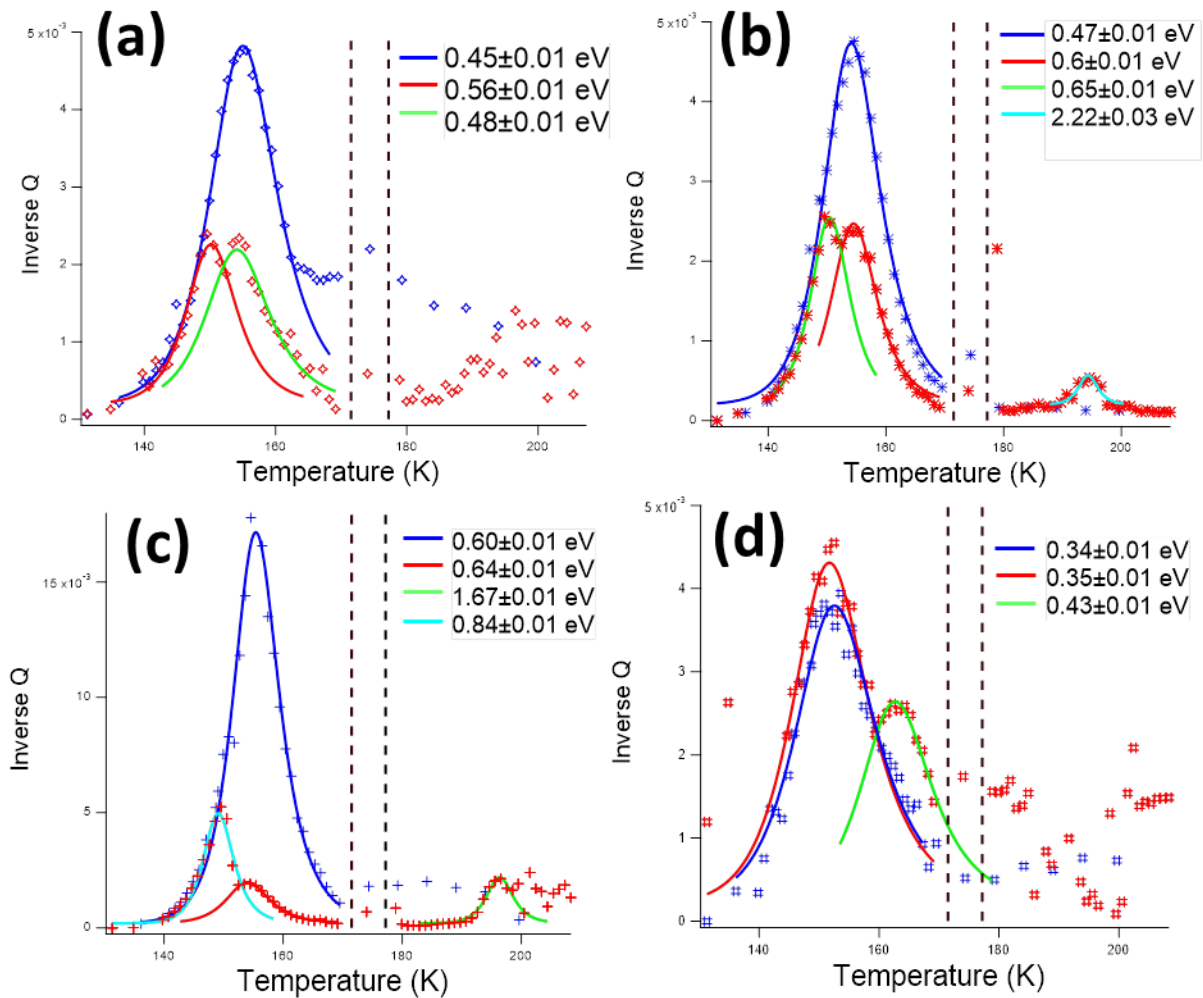 (a)
5 x10⁻³
4
3
2
1
0
Inverse Q
0.45±0.01 eV
0.56±0.01 eV
0.48±0.01 eV
140
160
180
200
Temperature (K)
(b)
5 x10⁻³
4
3
2
1
0
Inverse Q
0.47±0.01 eV
0.6±0.01 eV
0.65±0.01 eV
2.22±0.03 eV
140
160
180
200
Temperature (K)
(c)
15 x10⁻³
10
5
0
Inverse Q
0.60±0.01 eV
0.64±0.01 eV
1.67±0.01 eV
0.84±0.01 eV
140
160
180
200
Temperature (K)
(d)
5 x10⁻³
4
3
2
1
0
Inverse Q
0.34±0.01 eV
0.35±0.01 eV
0.43±0.01 eV
140
160
180
200
Temperature (K)